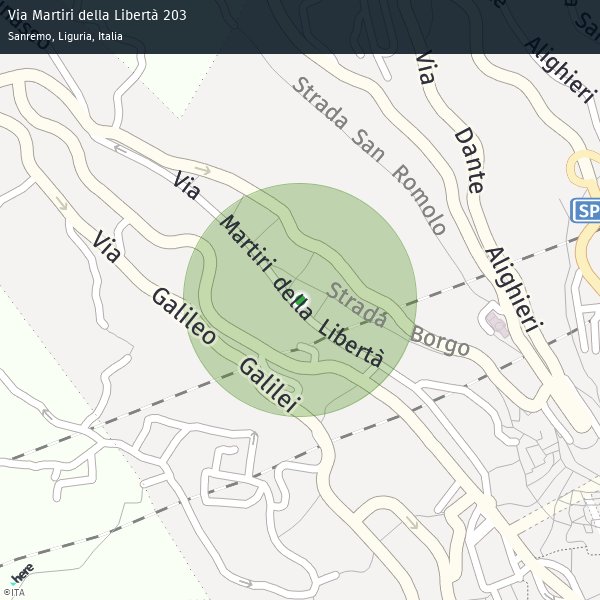 Via Martiri della Libertà 203
Sanremo, Liguria, Italia
Alighieri
Via Dante Alighieri
Strada San Romolo
Via Martiri della Libertà
SP
Via Galileo Galilei
Strada Borgo
here
©ITA